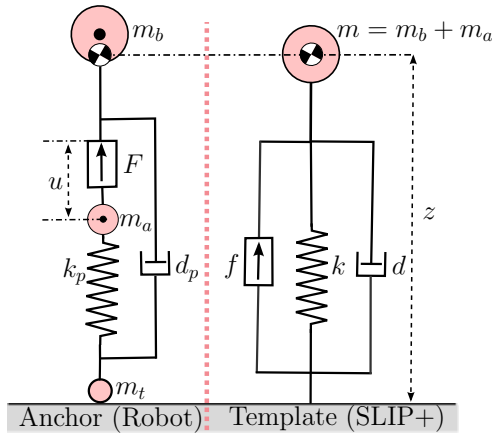 m_b
m = m_b + m_a
F
u
m_a
z
k_p
d_p
f
k
d
m_t
Anchor (Robot)
Template (SLIP+)